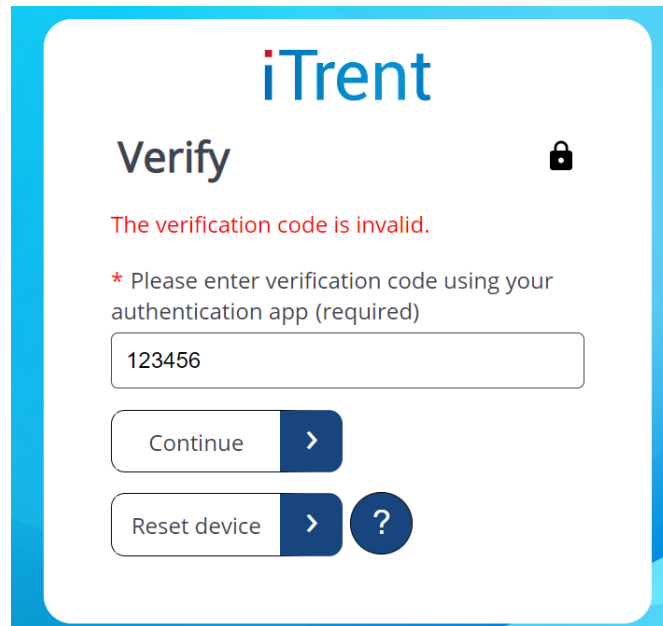 iTrent
Verify
The verification code is invalid.
* Please enter verification code using your
authentication app (required)
123456
Continue >
Reset device > ?